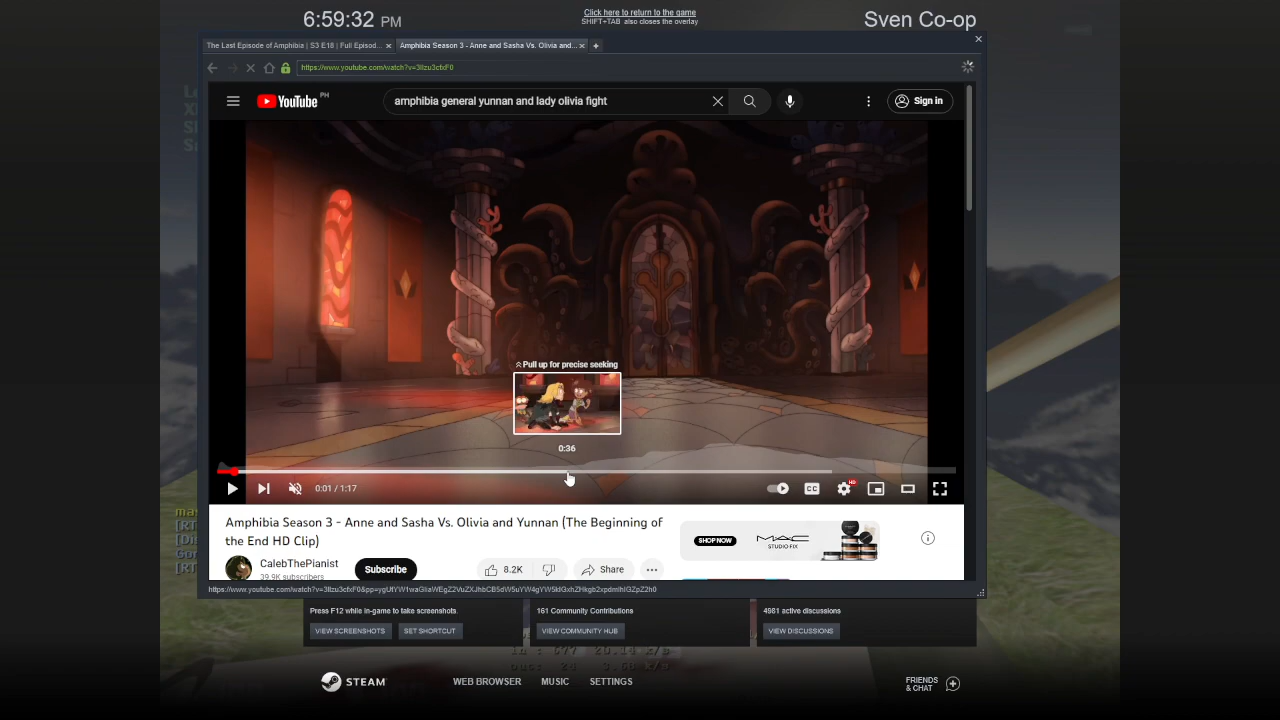 6:59:32 PM
Click here to return to the game
SHIFT+TAB also closes the overlay
Sven Co-op
The Last Episode of Amphibia | S3 E18 | Full Episod...
Amphibia Season 3 - Anne and Sasha Vs. Olivia and...
YouTube PH
amphibia general yunnan and lady olivia fight
Sign in
Pull up for precise seeking
0:36
0:01 / 1:17
CC
HD
Amphibia Season 3 - Anne and Sasha Vs. Olivia and Yunnan (The Beginning of
the End HD Clip)
SHOP NOW
MAC
STUDIO FIX
CalebThePianist
39.9K subscribers
Subscribe
8.2K
Share
Press F12 while in-game to take screenshots.
161 Community Contributions
4981 active discussions
VIEW SCREENSHOTS
SET SHORTCUT
VIEW COMMUNITY HUB
VIEW DISCUSSIONS
STEAM
WEB BROWSER
MUSIC
SETTINGS
FRIENDS
& CHAT